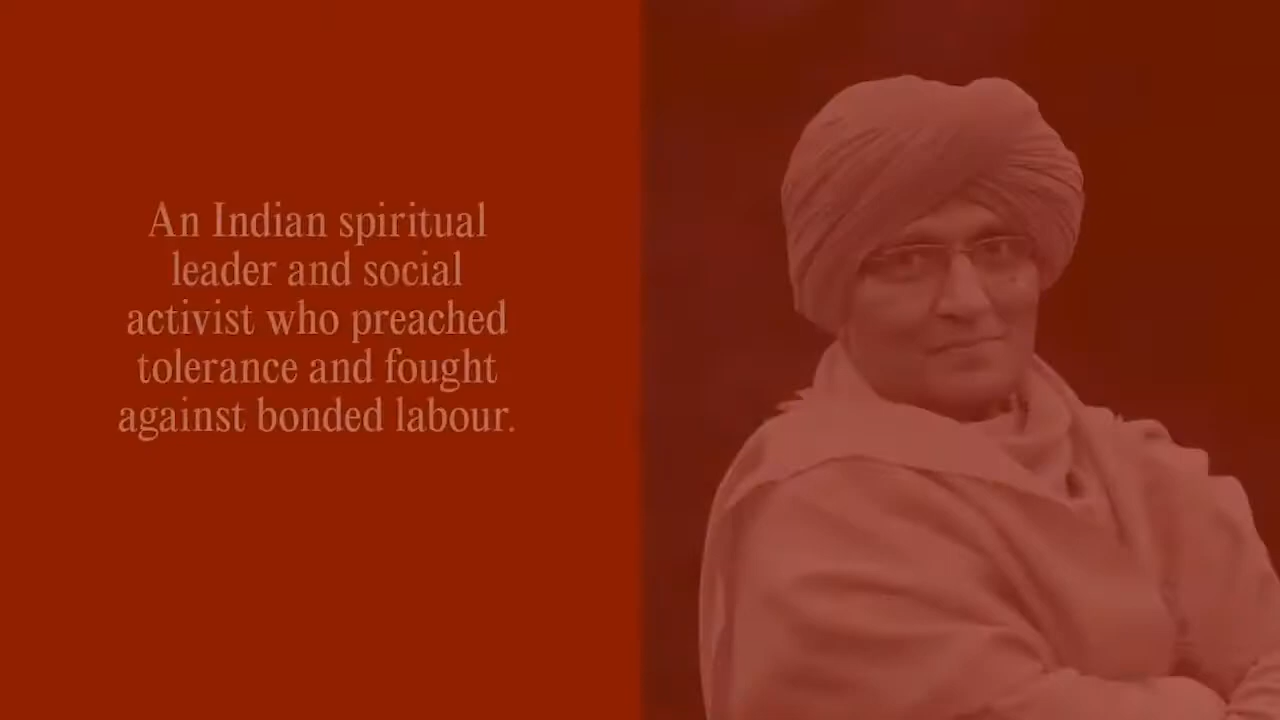 An Indian spiritual
leader and social
activist who preached
tolerance and fought
against bonded labour.